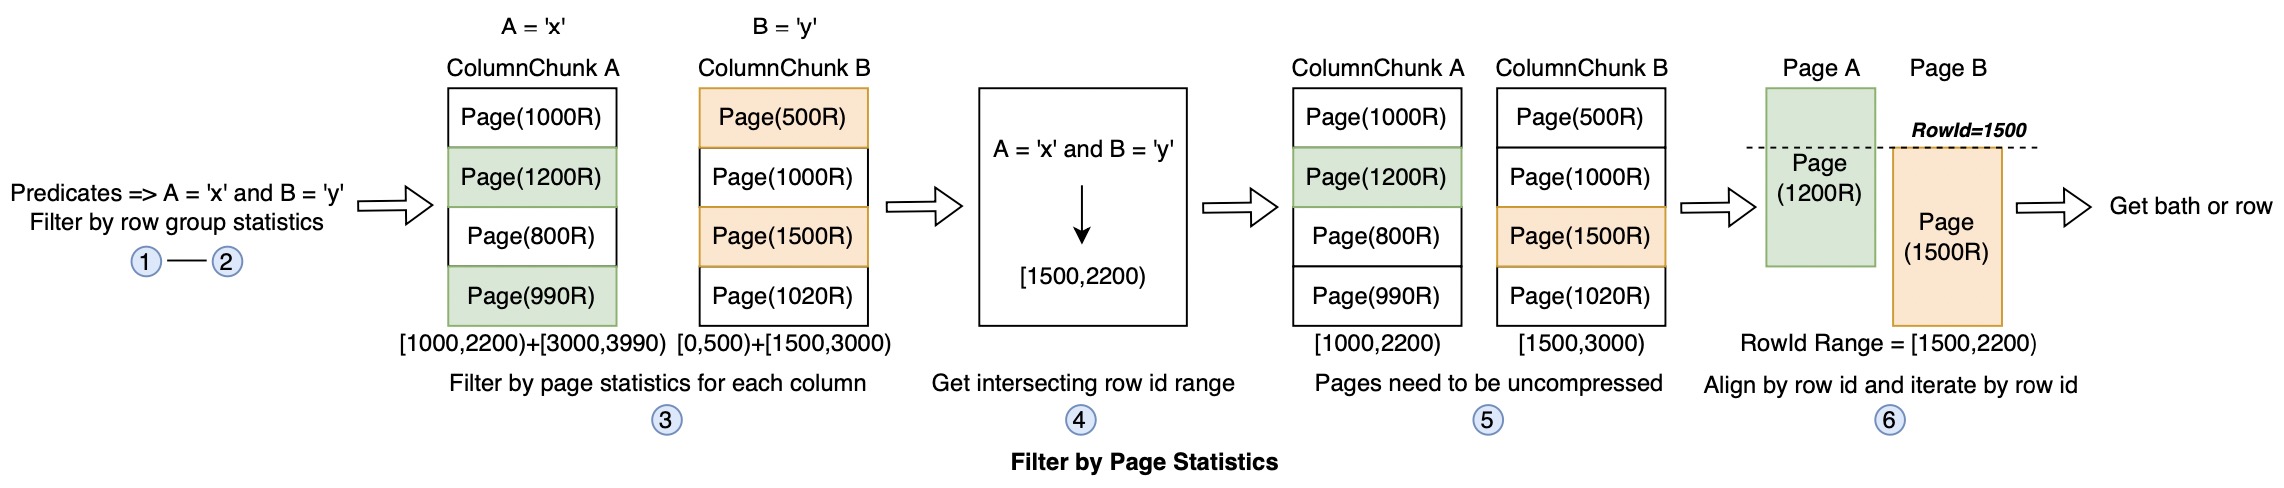 Predicates => A = 'x' and B = 'y'
Filter by row group statistics
1
2
A = 'x'
ColumnChunk A
Page(1000R)
Page(1200R)
Page(800R)
Page(990R)
[1000,2200)+[3000,3990)
B = 'y'
ColumnChunk B
Page(500R)
Page(1000R)
Page(1500R)
Page(1020R)
[0,500)+[1500,3000)
Filter by page statistics for each column
3
A = 'x' and B = 'y'
[1500,2200)
Get intersecting row id range
4
ColumnChunk A
Page(1000R)
Page(1200R)
Page(800R)
Page(990R)
[1000,2200)
ColumnChunk B
Page(500R)
Page(1000R)
Page(1500R)
Page(1020R)
[1500,3000)
Pages need to be uncompressed
5
Page A
Page
(1200R)
Page B
RowId=1500
Page
(1500R)
RowId Range = [1500,2200)
Align by row id and iterate by row id
6
Get bath or row
Filter by Page Statistics